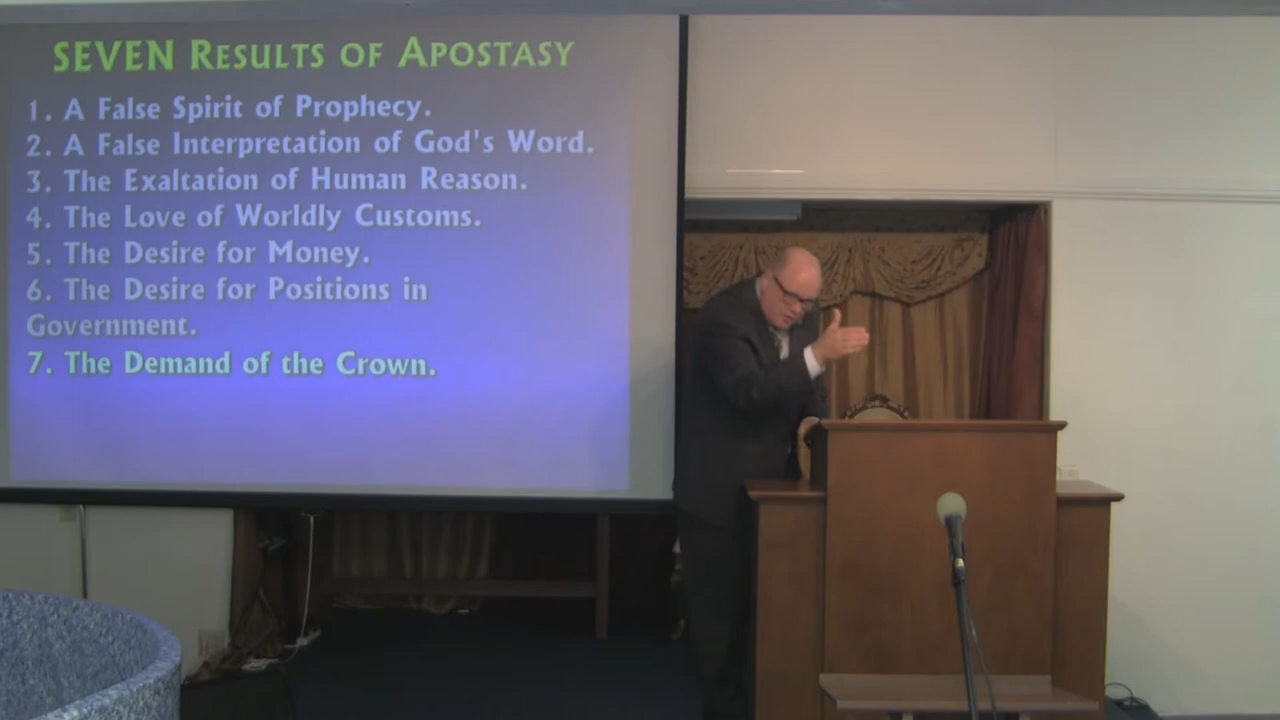 SEVEN RESULTS OF APOSTASY
1. A False Spirit of Prophecy.
2. A False Interpretation of God's Word.
3. The Exaltation of Human Reason.
4. The Love of Worldly Customs.
5. The Desire for Money.
6. The Desire for Positions in
Government.
7. The Demand of the Crown.